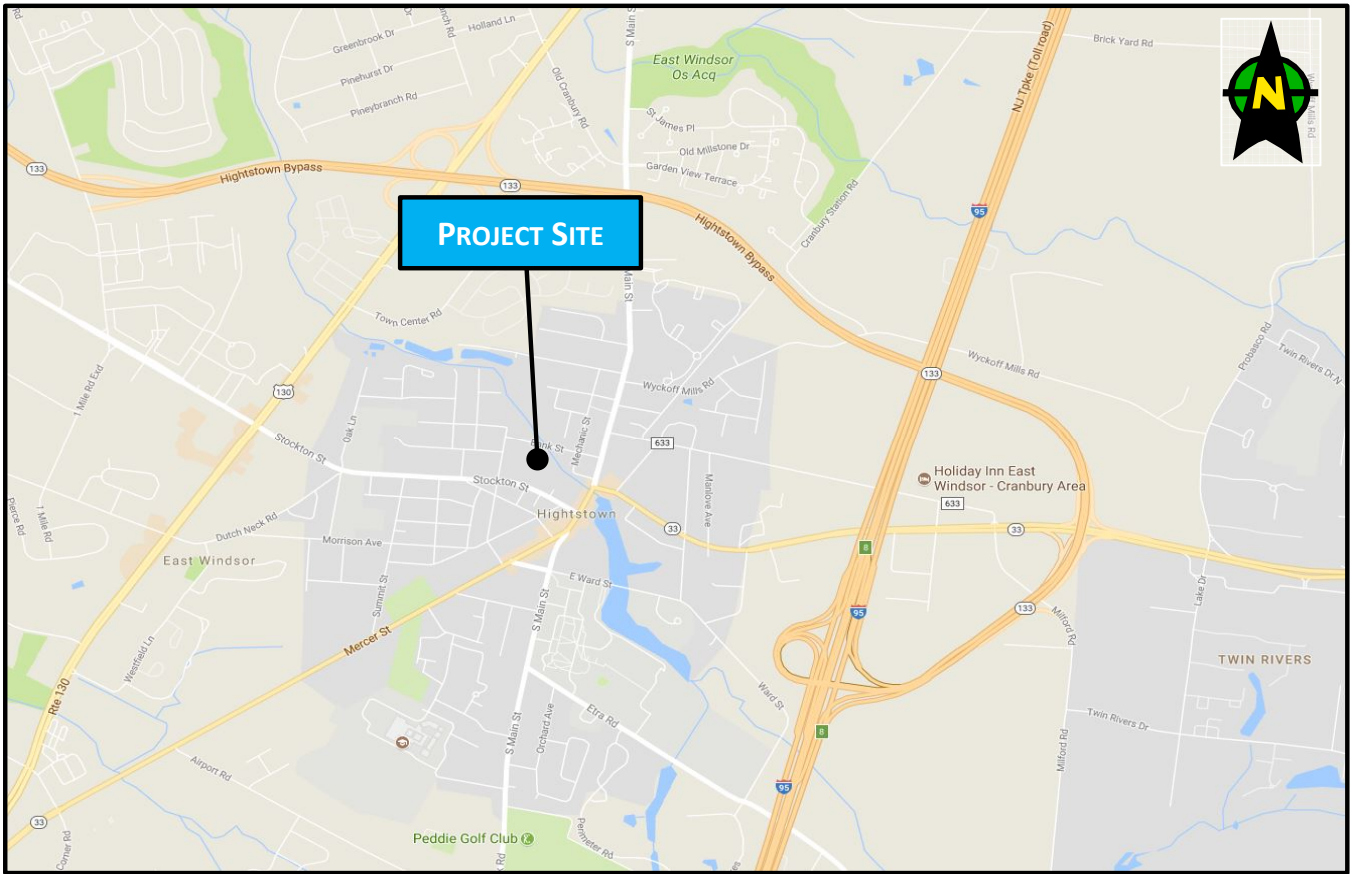 Greenbrook Dr
Holland Ln
S Main St
Brick Yard Rd
East Windsor
Os Acq
NJ Tpke (Toll road)
N
Pinehurst Dr
Old Cranbury Rd
Pineybranch Rd
St James Pl
Old Millstone Dr
Garden View Terrace
133
Hightstown Bypass
133
Cranbury Station Rd
95
PROJECT SITE
Hightstown Bypass
Main St
Town Center Rd
Probasco Rd
Twin Rivers Dr N
Wyckoff Mills Rd
133
1 Mile Rd Exd
130
Wyckoff Mills Rd
Oak Ln
Mechanic St
Stockton St
633
Stockton St
Manlove Ave
Holiday Inn East
Windsor - Cranbury Area
633
Hightstown
Pierce Rd
1 Mile Rd
Dutch Neck Rd
Morrison Ave
33
33
8
East Windsor
E Ward St
Summit St
S Main St
Lake Dr
95
133
Milford Rd
Mercer St
Westfield Ln
TWIN RIVERS
Rte 130
Ward St
Etra Rd
Orchard Ave
S Main St
Twin Rivers Dr
8
Milford Rd
Airport Rd
95
33
Corner Rd
Peddie Golf Club
Perimeter Rd